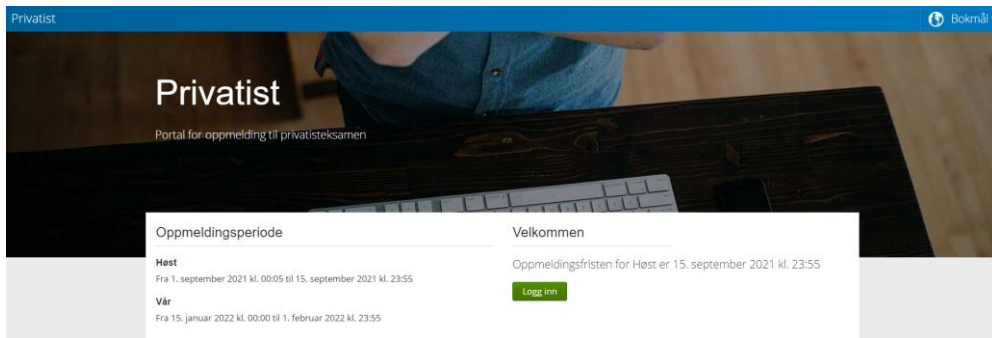 Privatist
Bokmål
Privatist
Portal for oppmelding til privatisteksamen
Oppmeldingsperiode
Høst
Fra 1. september 2021 kl. 00:05 til 15. september 2021 kl. 23:55
Vår
Fra 15. januar 2022 kl. 00:00 til 1. februar 2022 kl. 23:55
Velkommen
Oppmeldingsfristen for Høst er 15. september 2021 kl. 23:55
Logg inn